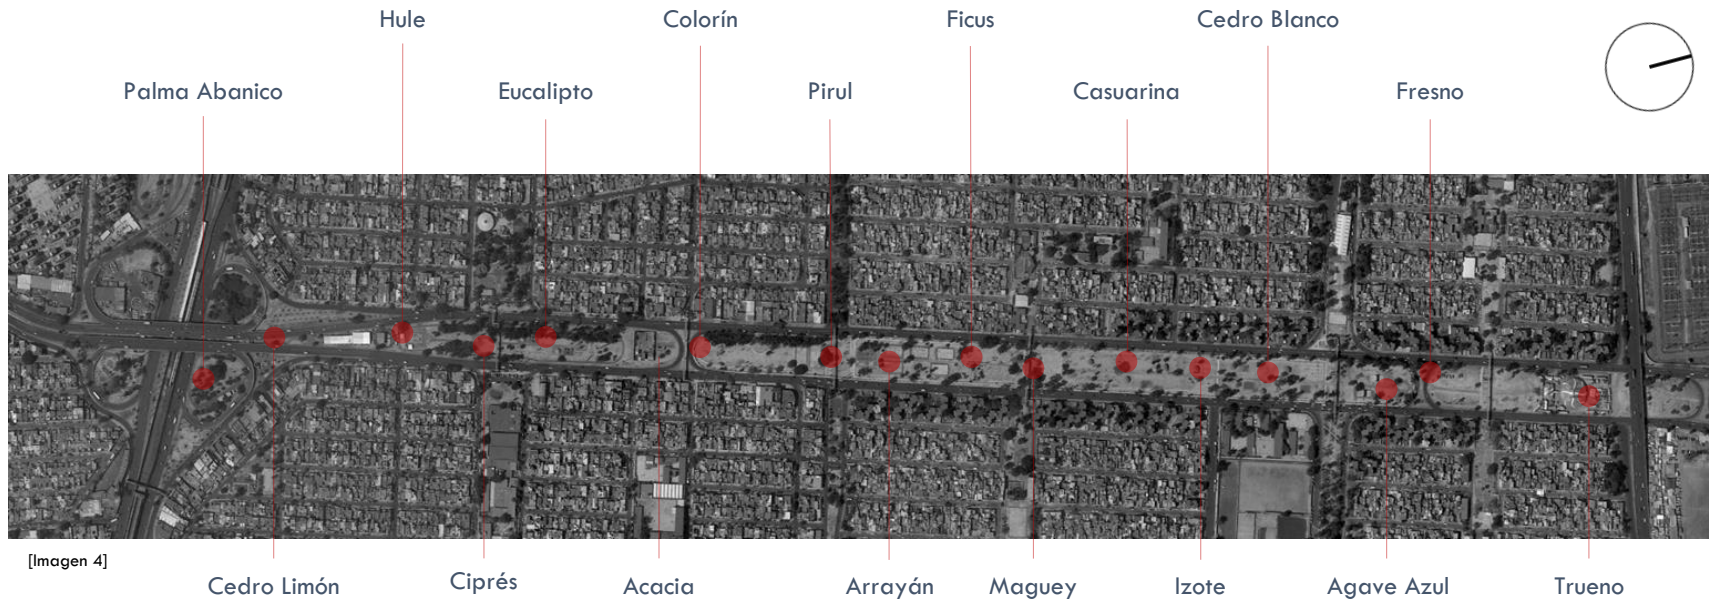 Hule
Colorín
Ficus
Cedro Blanco
Palma Abanico
Eucalipto
Pirul
Casuarina
Fresno
[Imagen 4]
Cedro Limón
Ciprés
Acacia
Arrayán
Maguey
Izote
Agave Azul
Trueno